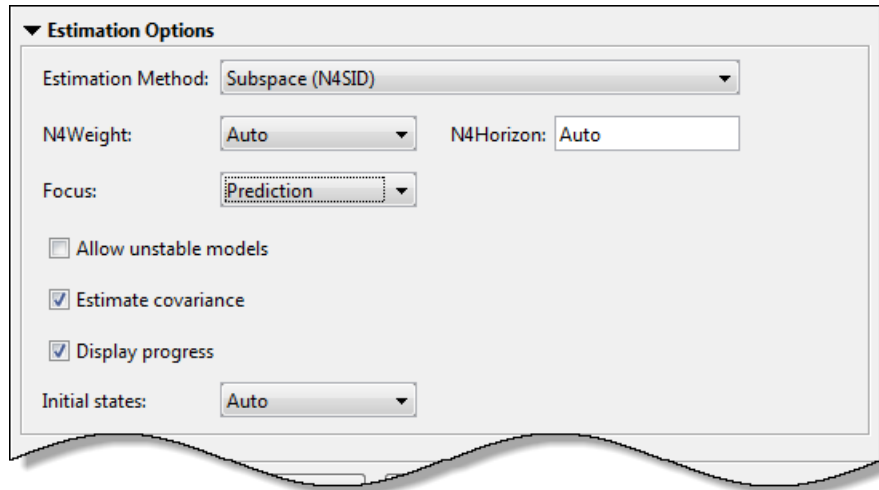 Estimation Options
Estimation Method: Subspace (N4SID)
N4Weight: Auto N4Horizon: Auto
Focus: Prediction
Allow unstable models
Estimate covariance
Display progress
Initial states: Auto